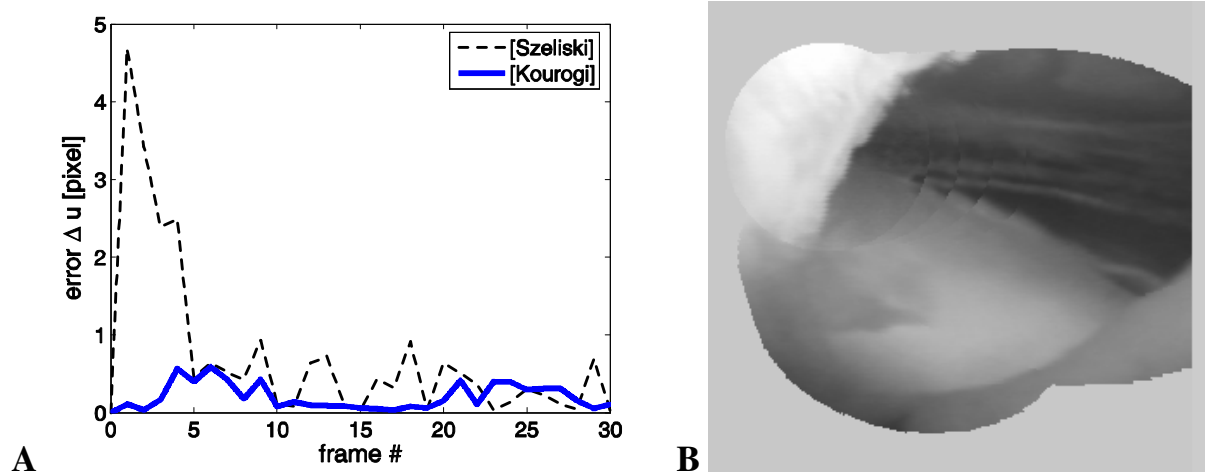 5
4
3
2
1
0
error Δ u [pixel]
[Szeliski]
[Kourogi]
0 5 10 15 20 25 30
frame #
A
B